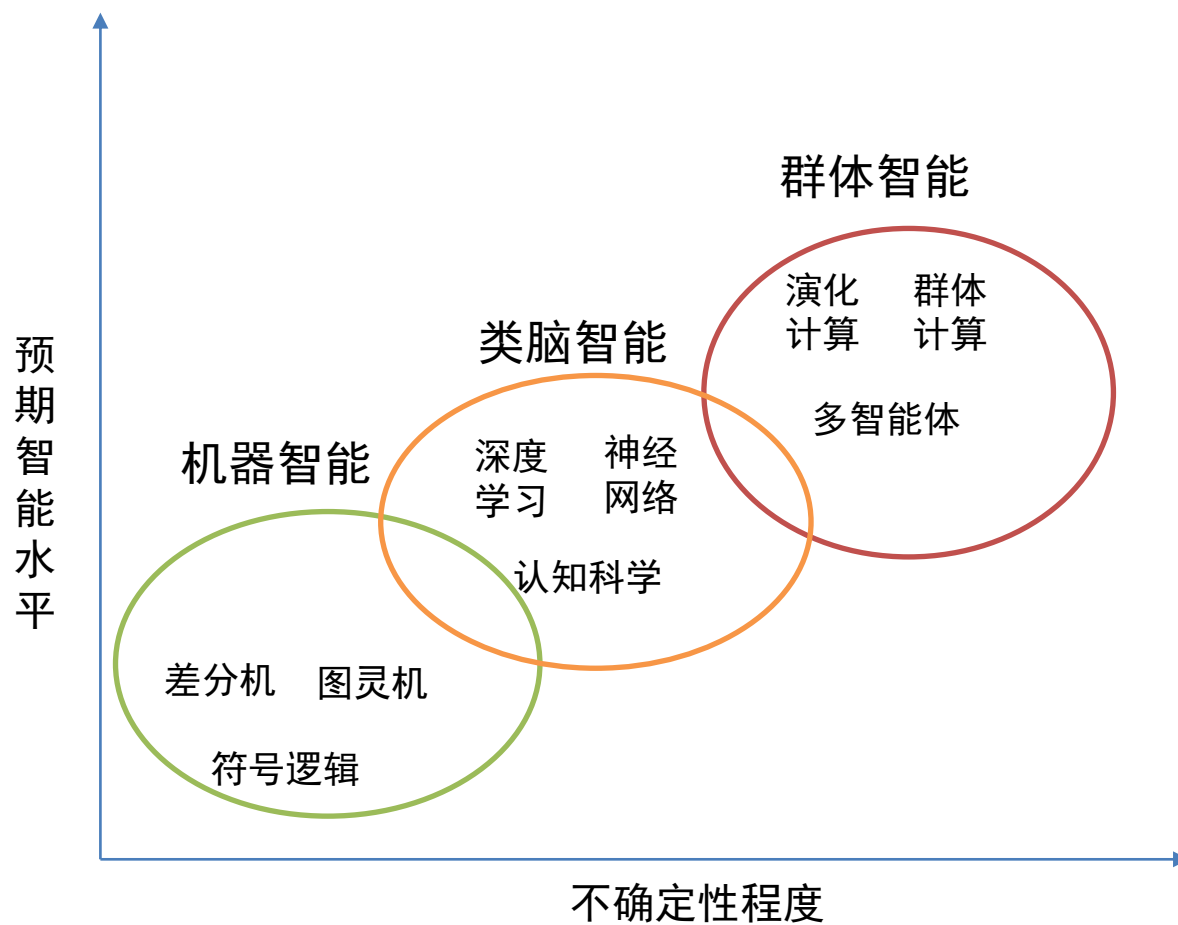 群体智能
演化 群体
计算 计算
多智能体
类脑智能
深度 神经
学习 网络
认知科学
机器智能
差分机 图灵机
符号逻辑
预期智能水平
不确定性程度